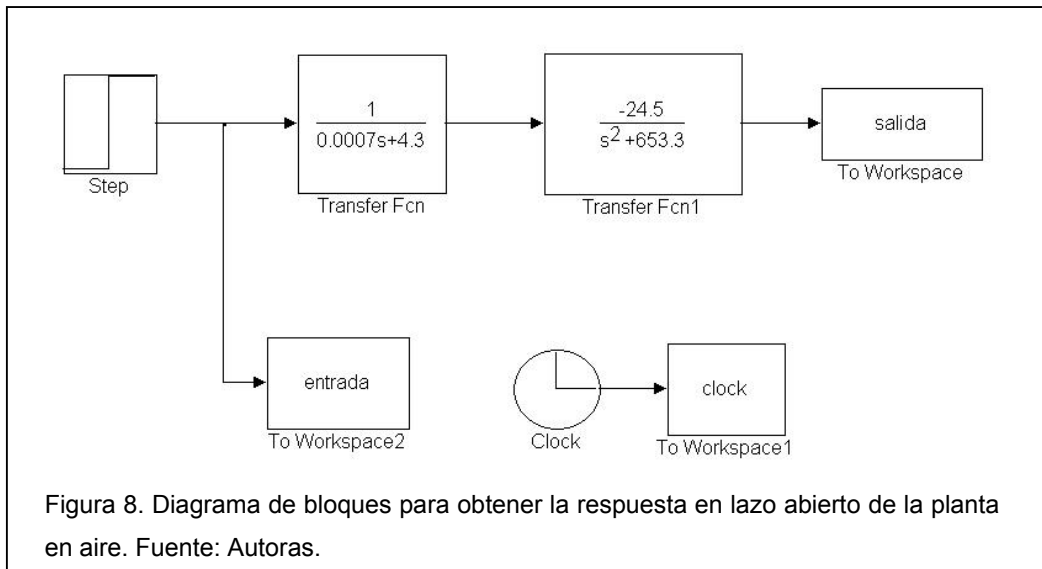 1
0.0007s+4.3
-24.5
s²+653.3
salida
Step
Transfer Fcn
Transfer Fcn1
To Workspace
entrada
clock
To Workspace2
Clock
To Workspace1
Figura 8. Diagrama de bloques para obtener la respuesta en lazo abierto de la planta
en aire. Fuente: Autoras.